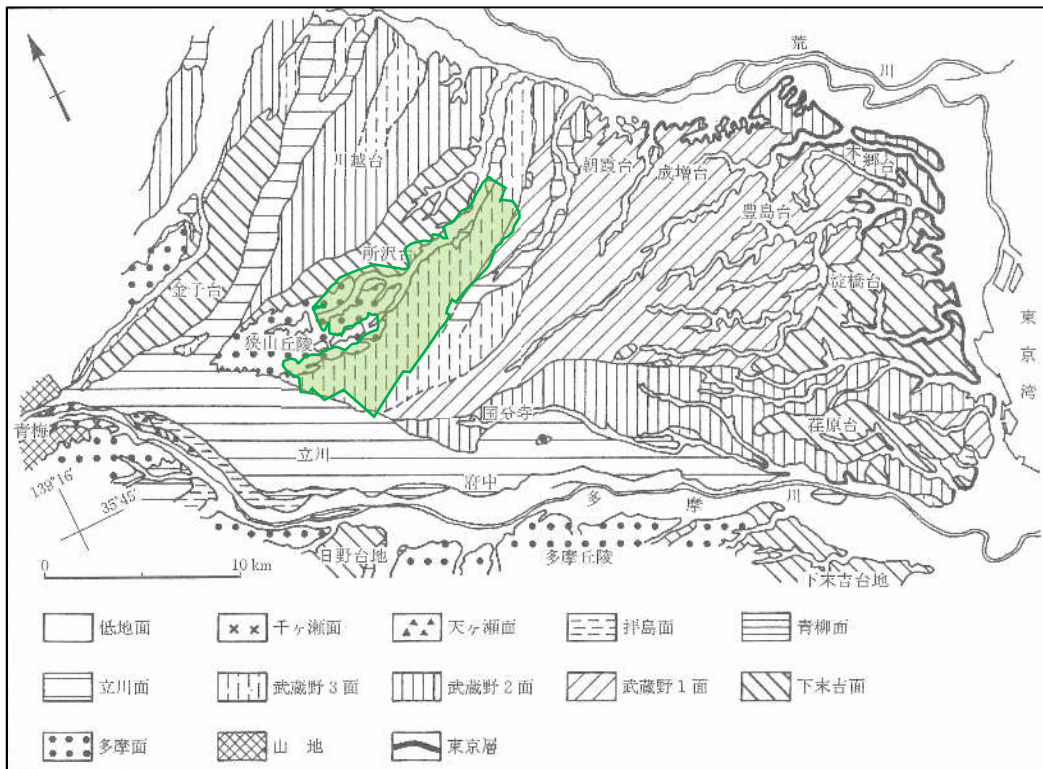 荒川
川越台
朝霞台
成増台
本郷台
豊島台
所沢台
淀橋台
金子台
狭山丘陵
東京湾
国分寺
荏原台
青梅
立川
府中
多摩川
139°16'
35°45'
日野台地
多摩丘陵
下末吉台地
0 10km
低地面 千ヶ瀬面 天ヶ瀬面 拝島面 青柳面
立川面 武蔵野3面 武蔵野2面 武蔵野1面 下末吉面
多摩面 山地 東京層